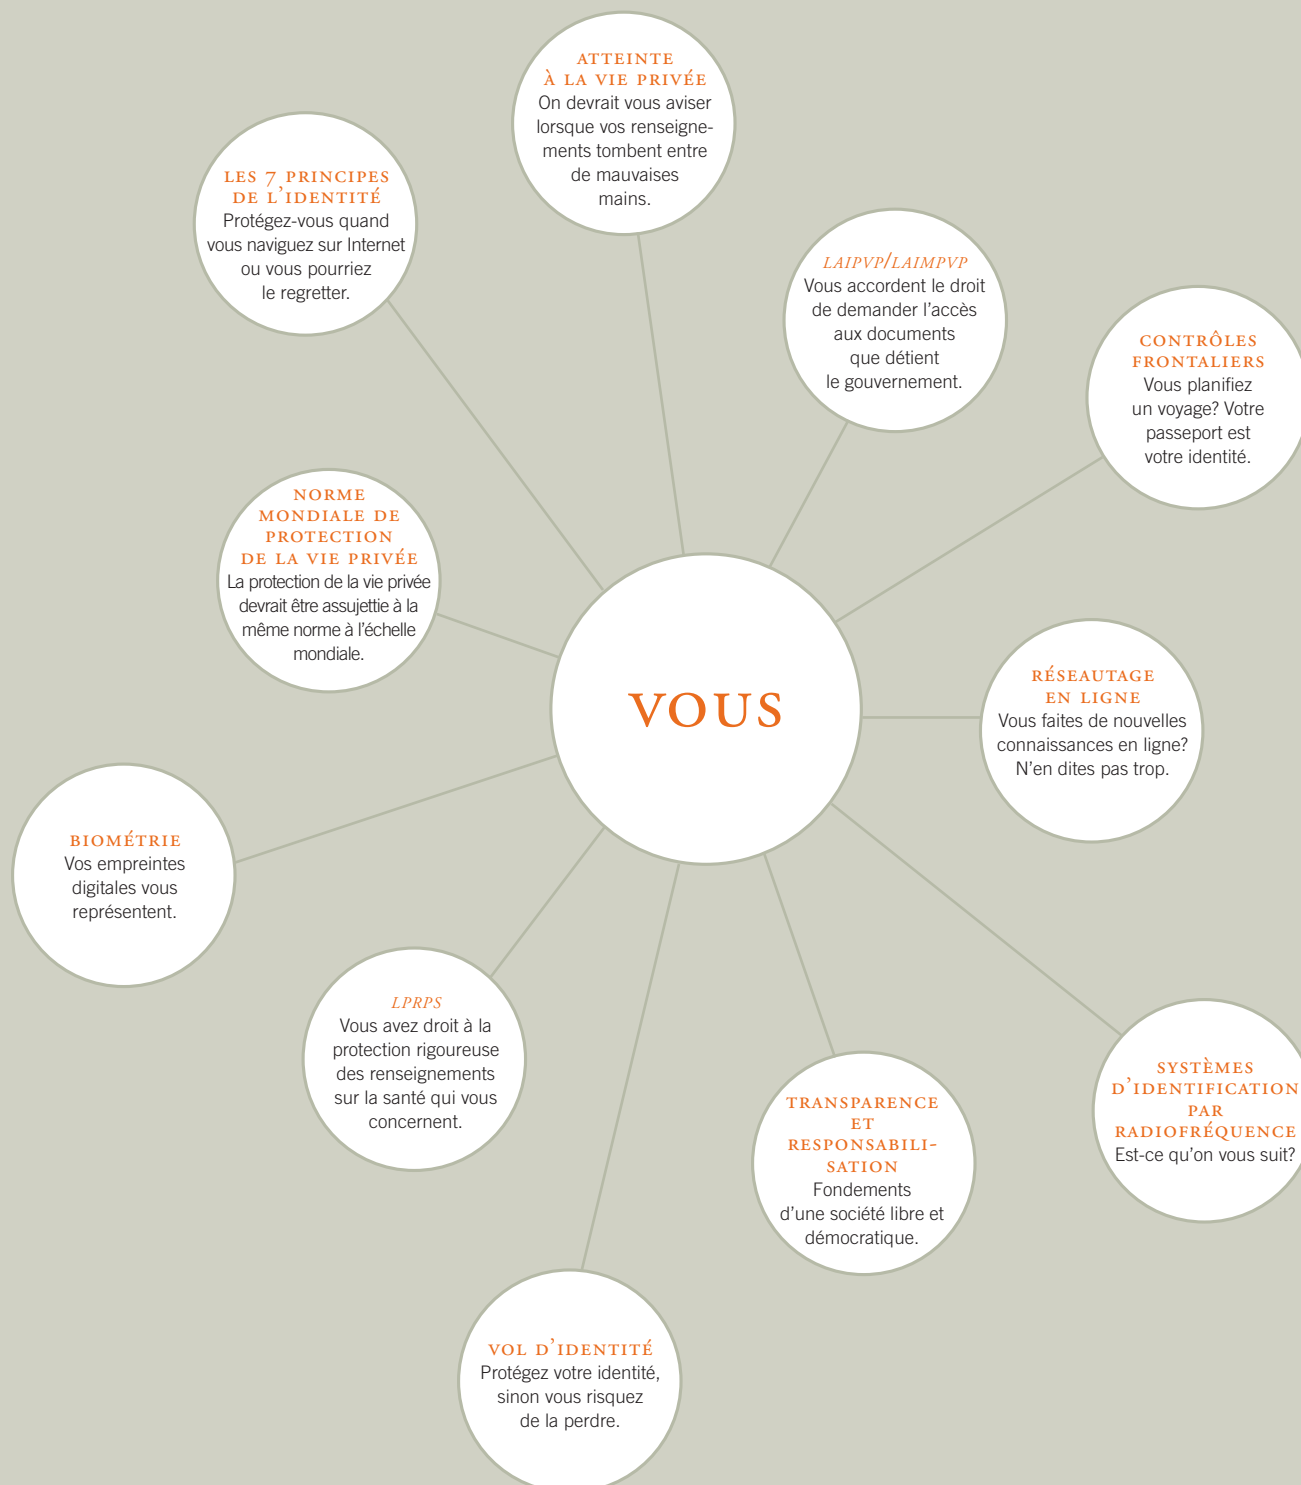 ATTEINTE
À LA VIE PRIVÉE
On devrait vous aviser
lorsque vos renseigne-
ments tombent entre
de mauvaises
mains.
LES 7 PRINCIPES
DE L’IDENTITÉ
Protégez-vous quand
vous naviguez sur Internet
ou vous pourriez
le regretter.
LAIPVP/LAIMPVP
Vous accordent le droit
de demander l’accès
aux documents
que détient
le gouvernement.
CONTRÔLES
FRONTALIERS
Vous planifiez
un voyage? Votre
passeport est
votre identité.
NORME
MONDIALE DE
PROTECTION
DE LA VIE PRIVÉE
La protection de la vie privée
devrait être assujettie à la
même norme à l’échelle
mondiale.
VOUS
RÉSEAUTAGE
EN LIGNE
Vous faites de nouvelles
connaissances en ligne?
N’en dites pas trop.
BIOMÉTRIE
Vos empreintes
digitales vous
représentent.
LPRPS
Vous avez droit à la
protection rigoureuse
des renseignements
sur la santé qui vous
concernent.
TRANSPARENCE
ET
RESPONSABILI-
SATION
Fondements
d’une société libre et
démocratique.
SYSTÈMES
D’IDENTIFICATION
PAR
RADIOFRÉQUENCE
Est-ce qu’on vous suit?
VOL D’IDENTITÉ
Protégez votre identité,
sinon vous risquez
de la perdre.